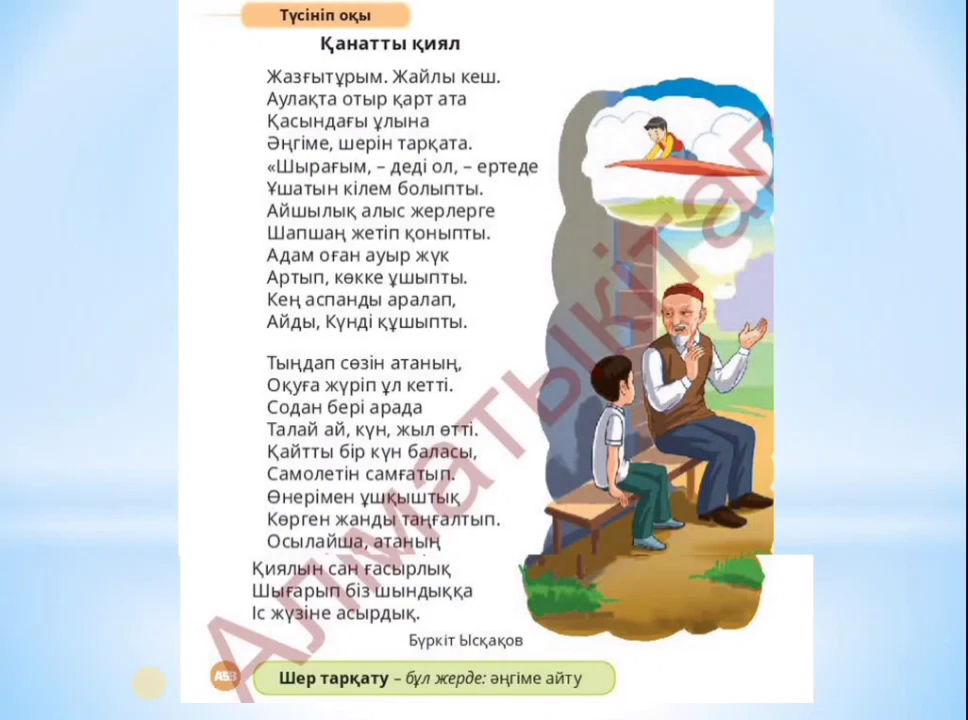 Түсініп оқы
Қанатты қиял
Жазғытұрым. Жайлы кеш.
Аулақта отыр қарт ата
Қасындағы ұлына
Әңгіме, шерін тарқата.
«Шырағым, – деді ол, – ертеде
Ұшатын кілем болыпты.
Айшылық алыс жерлерге
Шапшаң жетіп қоныпты.
Адам оған ауыр жүк
Артып, көкке ұшыпты.
Кең аспанды аралап,
Айды, Күнді құшыпты.
Тыңдап сөзін атаның,
Оқуға жүріп ұл кетті.
Содан бері арада
Талай ай, күн, жыл өтті.
Қайтты бір күн баласы,
Самолетін самғатып.
Өнерімен ұшқыштық
Көрген жанды таңғалтып.
Осылайша, атаның
Қиялын сан ғасырлық
Шығарып біз шындыққа
Іс жүзіне асырдық.
Бүркіт Ысқақов
Шер тарқату – бұл жерде: әңгіме айту
Алматыкітап